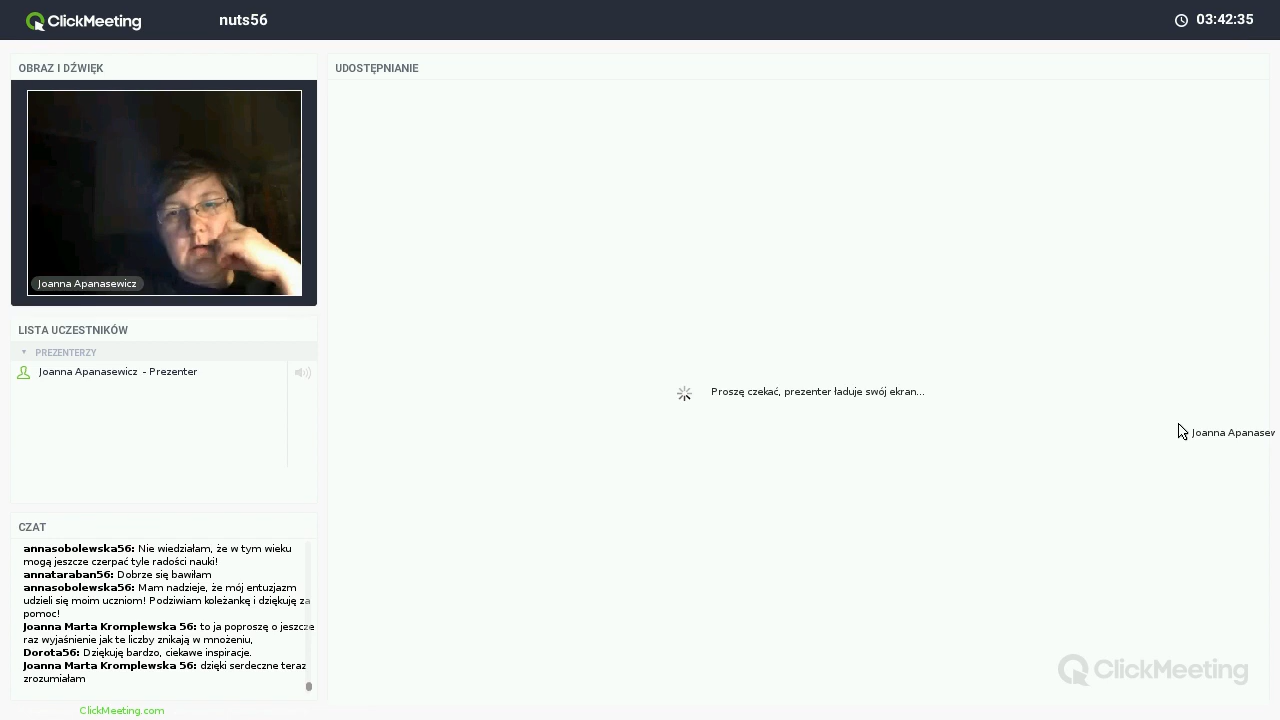 ClickMeeting
nuts56
03:42:35
OBRAZ I DŹWIĘK
Joanna Apanasewicz
LISTA UCZESTNIKÓW
PREZENTERZY
Joanna Apanasewicz - Prezenter
CZAT
annasobolewska56: Nie wiedziałam, że w tym wieku
mogą jeszcze czerpać tyle radości nauki!
annataraban56: Dobrze się bawiłam
annasobolewska56: Mam nadzieje, że mój entuzjazm
udzieli się moim uczniom! Podziwiam koleżankę i dziękuję za
pomoc!
Joanna Marta Kromplewska 56: to ja poproszę o jeszcze
raz wyjaśnienie jak te liczby znikają w mnożeniu,
Dorota56: Dziękuję bardzo, ciekawe inspiracje.
Joanna Marta Kromplewska 56: dzięki serdeczne teraz
zrozumiałam
ClickMeeting.com
UDOSTĘPNIANIE
Proszę czekać, prezenter ładuje swój ekran...
Joanna Apanasew
ClickMeeting